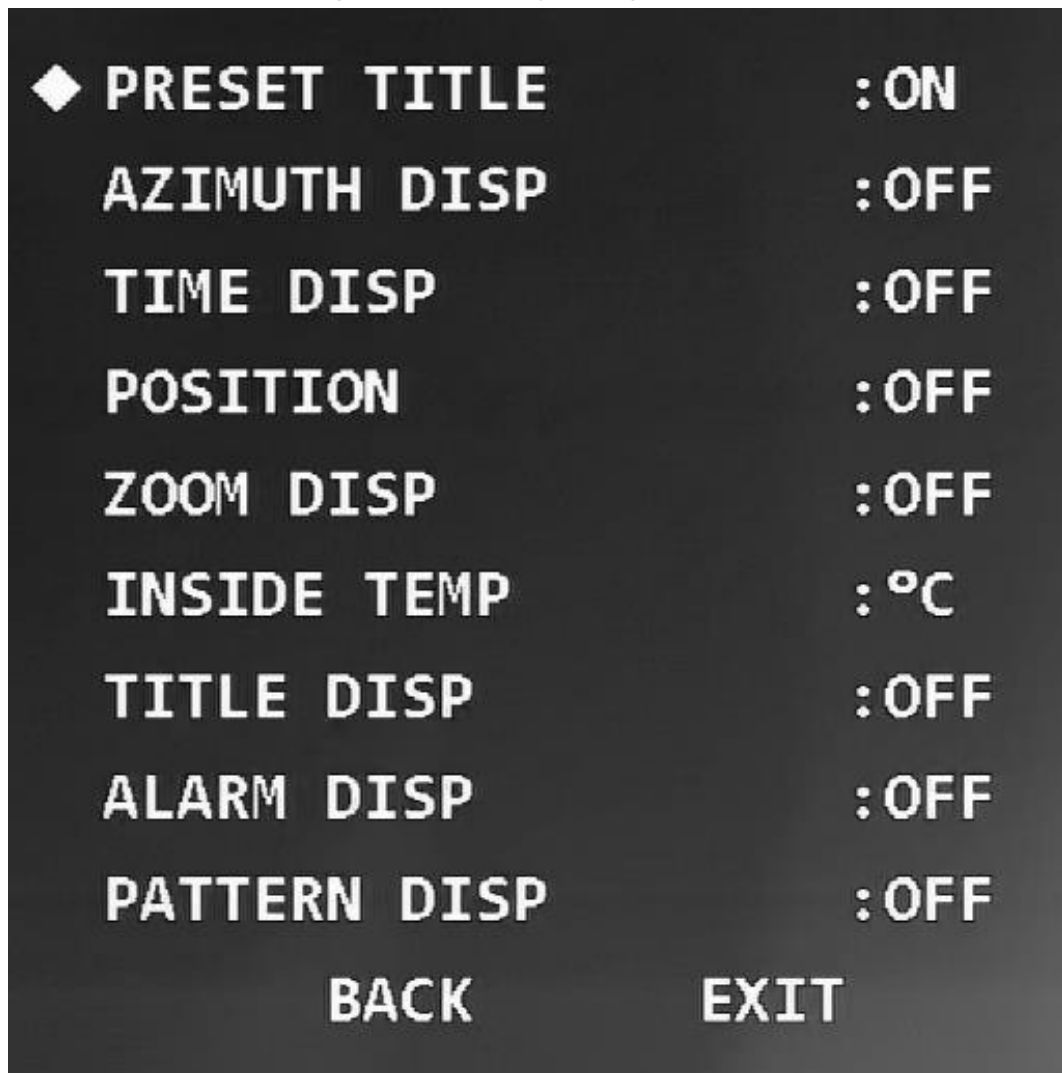 ◆ PRESET TITLE :ON
AZIMUTH DISP :OFF
TIME DISP :OFF
POSITION :OFF
ZOOM DISP :OFF
INSIDE TEMP :°C
TITLE DISP :OFF
ALARM DISP :OFF
PATTERN DISP :OFF
BACK EXIT